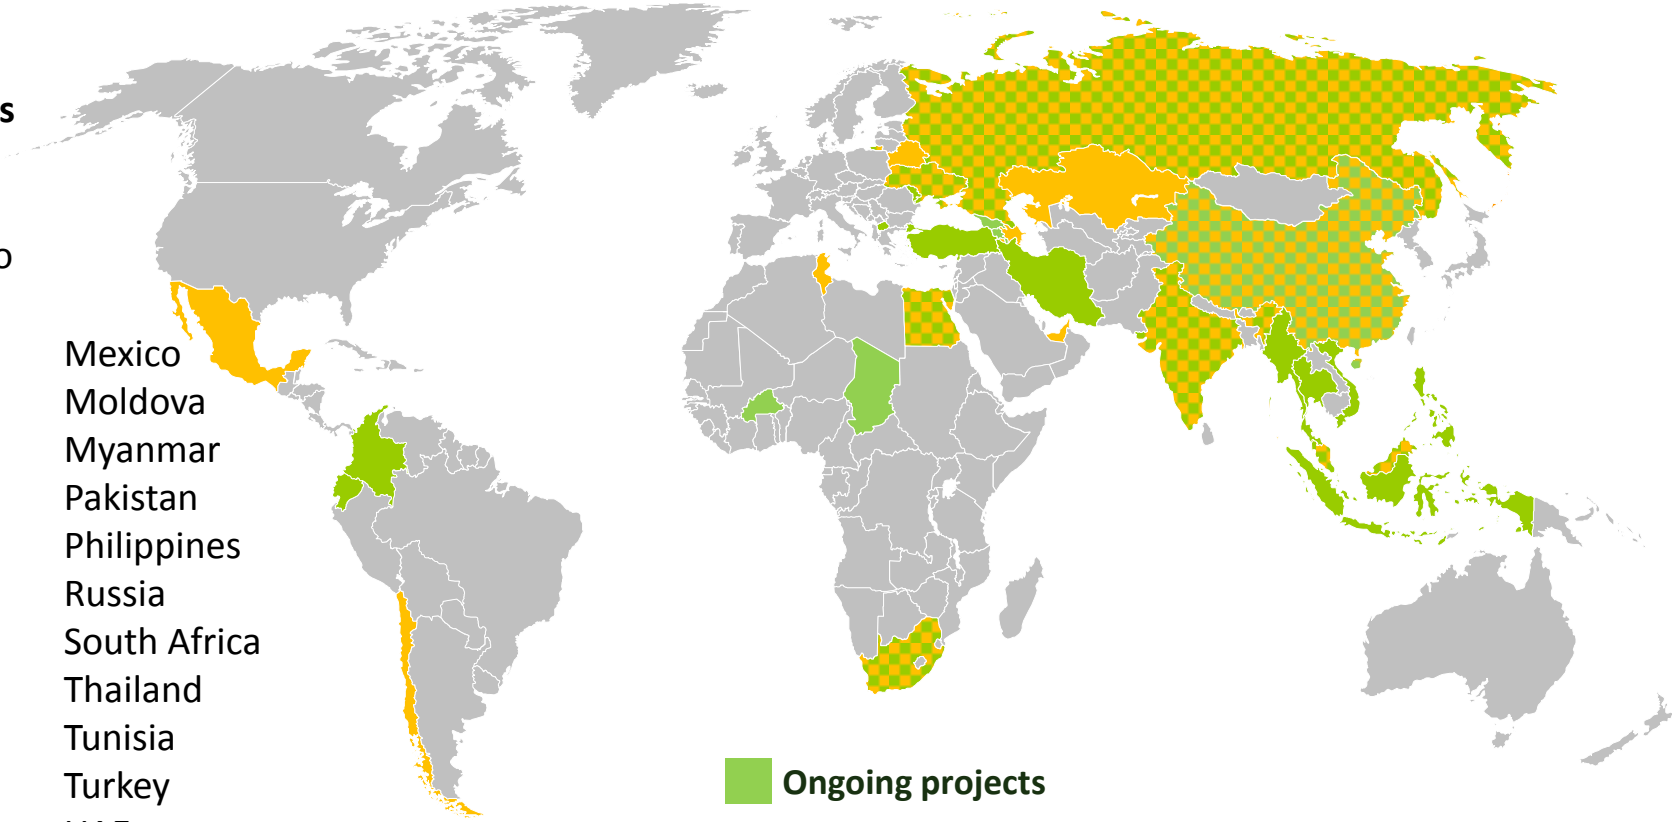 s
o
Mexico
Moldova
Myanmar
Pakistan
Philippines
Russia
South Africa
Thailand
Tunisia
Turkey
Ongoing projects